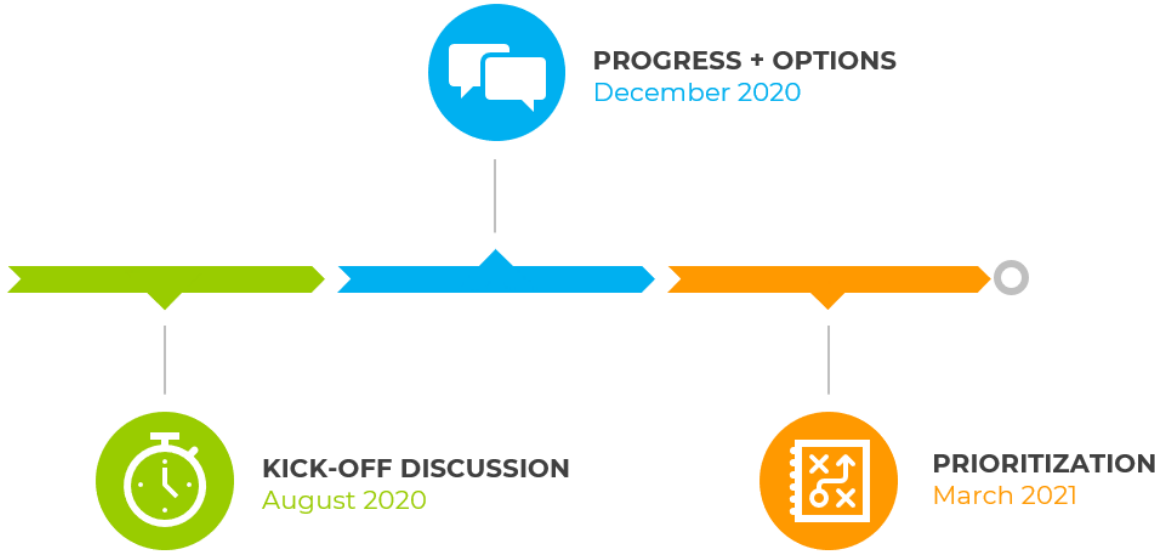 PROGRESS + OPTIONS
December 2020
KICK-OFF DISCUSSION
August 2020
PRIORITIZATION
March 2021